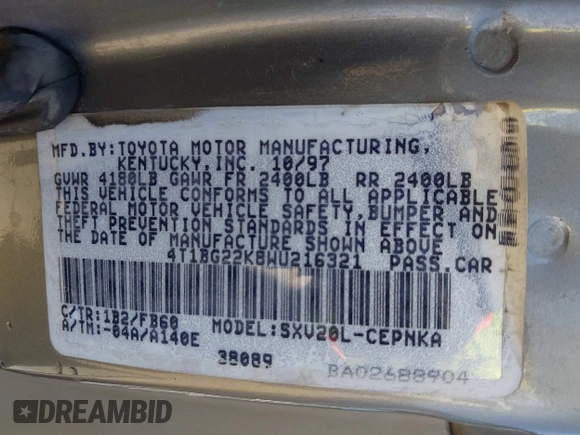 MFD.BY:TOYOTA MOTOR MANUFACTURING,
KENTUCKY,INC. 10/97
GVWR 4180LB GAWR FR 2400LB RR 2400LB
THIS VEHICLE CONFORMS TO ALL APPLICABLE
FEDERAL MOTOR VEHICLE SAFETY,BUMPER AND
THEFT PREVENTION STANDARDS IN EFFECT ON
THE DATE OF MANUFACTURE SHOWN ABOVE.
4T1BG22K8WU216321 PASS.CAR
C/TR:1B2/FB60
A/TM:-04A/A140E
MODEL:SXV20L-CEPNKA
38089
BA02688904
DREAMBID